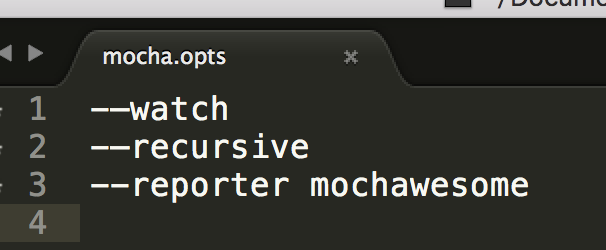 /Docume
mocha.opts
1 --watch
2 --recursive
3 --reporter mochawesome
4